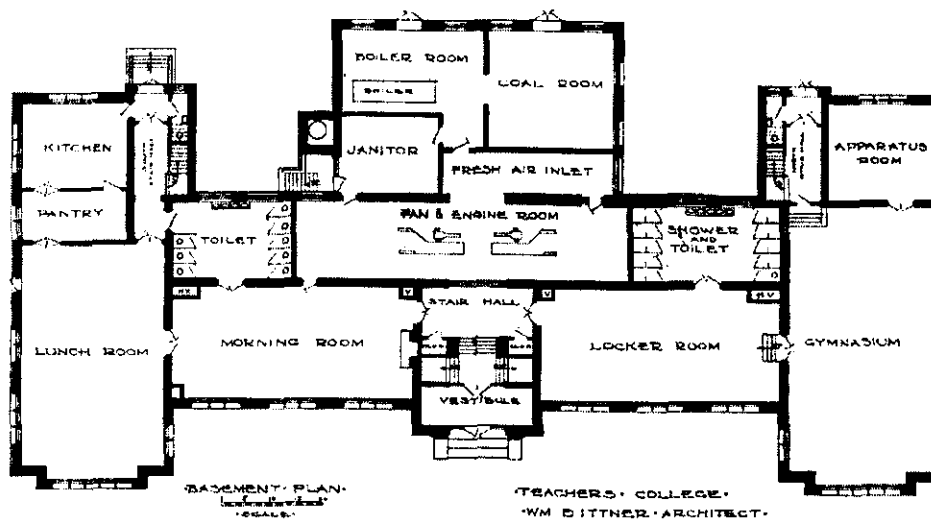 BOILER ROOM
COAL ROOM
BOILER
KITCHEN
JANITOR
APPARATUS
ROOM
FRESH AIR INLET
PANTRY
FAN & ENGINE ROOM
TOILET
SHOWER
AND
TOILET
STAIR HALL
LUNCH ROOM
MORNING ROOM
LOCKER ROOM
GYMNASIUM
VESTIBULE
·BASEMENT·PLAN·
·SCALE·
·TEACHERS·COLLEGE·
·WM BITTNER·ARCHITECT·